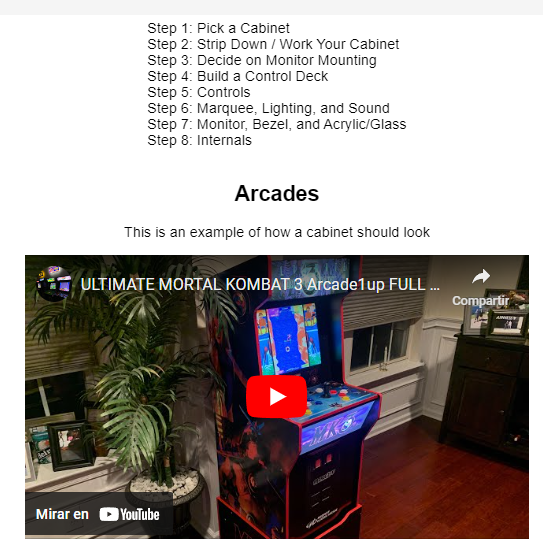 Step 1: Pick a Cabinet
Step 2: Strip Down / Work Your Cabinet
Step 3: Decide on Monitor Mounting
Step 4: Build a Control Deck
Step 5: Controls
Step 6: Marquee, Lighting, and Sound
Step 7: Monitor, Bezel, and Acrylic/Glass
Step 8: Internals
Arcades
This is an example of how a cabinet should look
ULTIMATE MORTAL KOMBAT 3 Arcade1up FULL ...
Compartir
Mirar en YouTube